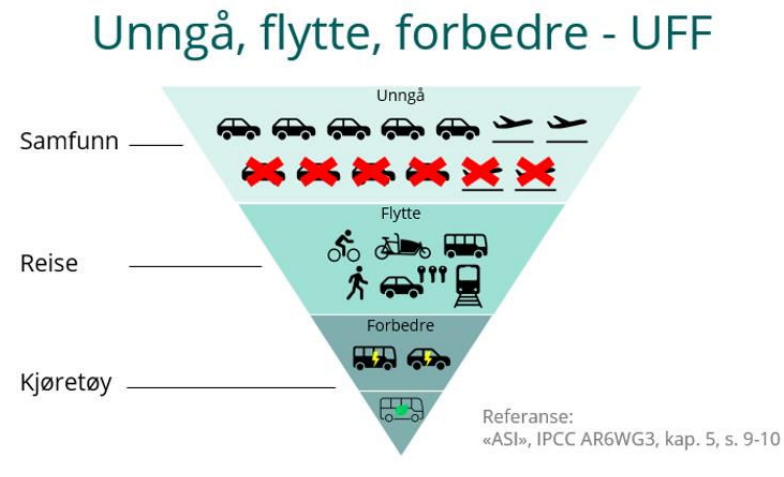 Unngå, flytte, forbedre - UFF
Unngå
Samfunn
Flytte
Reise
Forbedre
Kjøretøy
Referanse:
«ASI», IPCC AR6WG3, kap. 5, s. 9-10